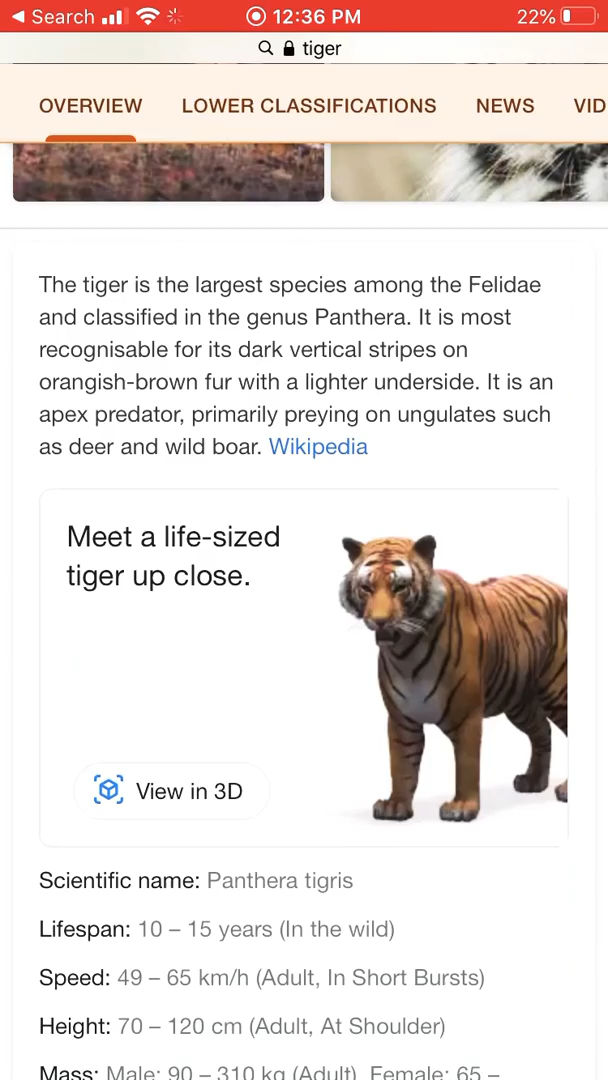 Search 12:36 PM 22%
tiger
OVERVIEW LOWER CLASSIFICATIONS NEWS VID
The tiger is the largest species among the Felidae
and classified in the genus Panthera. It is most
recognisable for its dark vertical stripes on
orangish-brown fur with a lighter underside. It is an
apex predator, primarily preying on ungulates such
as deer and wild boar. Wikipedia
Meet a life-sized
tiger up close.
View in 3D
Scientific name: Panthera tigris
Lifespan: 10 – 15 years (In the wild)
Speed: 49 – 65 km/h (Adult, In Short Bursts)
Height: 70 – 120 cm (Adult, At Shoulder)
Mass: Male: 90 – 310 kg (Adult), Female: 65 –